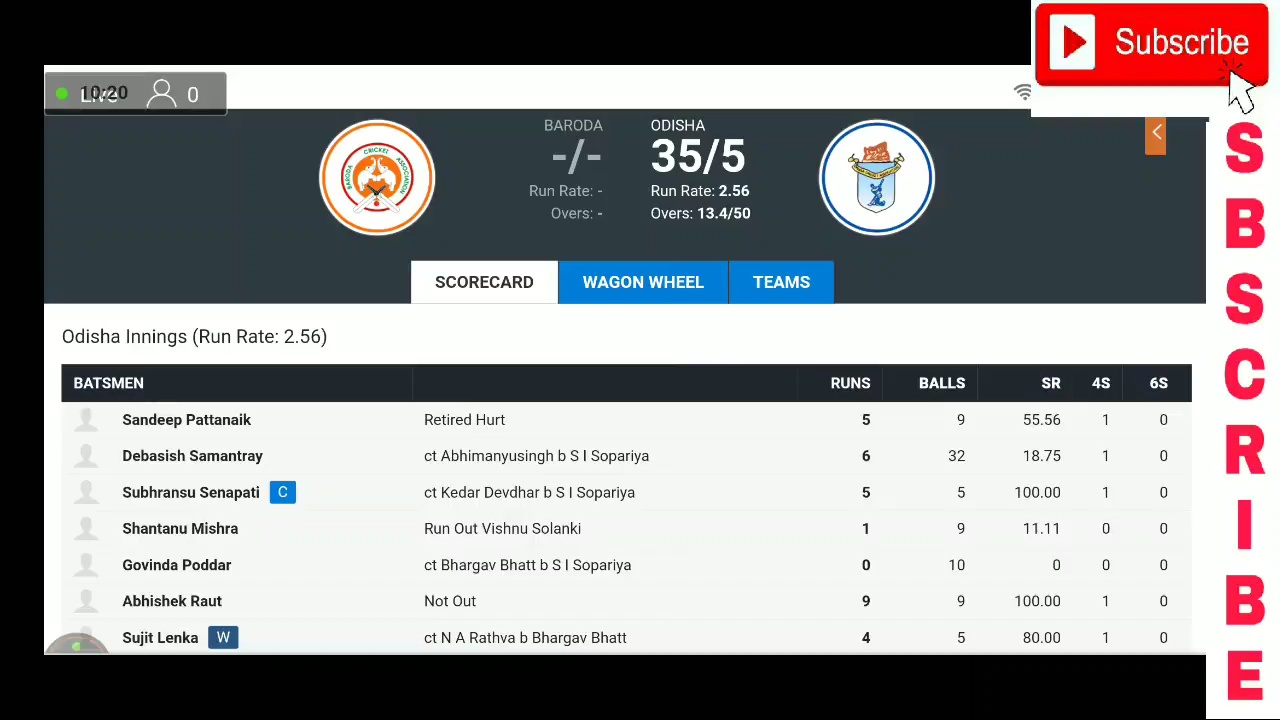 Subscribe
Live 10:20 0
BARODA
-/-
Run Rate: -
Overs: -
ODISHA
35/5
Run Rate: 2.56
Overs: 13.4/50
BARODA CRICKET ASSOCIATION
SCORECARD WAGON WHEEL TEAMS
Odisha Innings (Run Rate: 2.56)
BATSMEN RUNS BALLS SR 4S 6S
Sandeep Pattanaik Retired Hurt 5 9 55.56 1 0
Debasish Samantray ct Abhimanyusingh b S I Sopariya 6 32 18.75 1 0
Subhransu Senapati C ct Kedar Devdhar b S I Sopariya 5 5 100.00 1 0
Shantanu Mishra Run Out Vishnu Solanki 1 9 11.11 0 0
Govinda Poddar ct Bhargav Bhatt b S I Sopariya 0 10 0 0 0
Abhishek Raut Not Out 9 9 100.00 1 0
Sujit Lenka W ct N A Rathva b Bhargav Bhatt 4 5 80.00 1 0
S
B
S
C
R
I
B
E